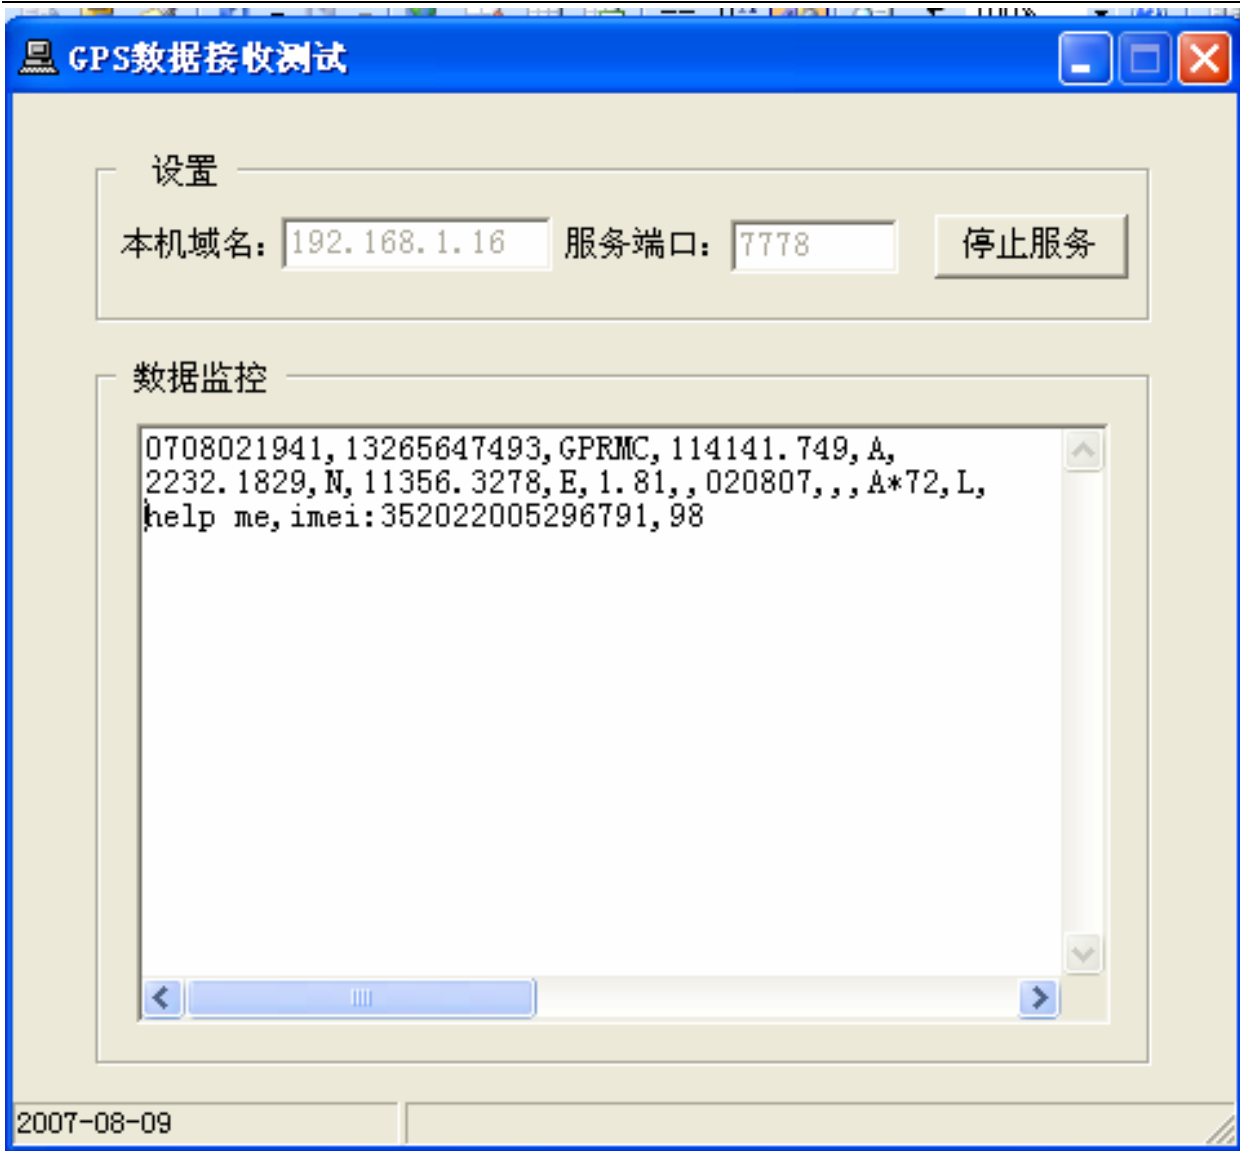 GPS数据接收测试
设置
本机域名: 192.168.1.16 服务端口: 7778 停止服务
数据监控
0708021941,13265647493,GPRMC,114141.749,A,
2232.1829,N,11356.3278,E,1.81,,020807,,,A*72,L,
help me,imei:352022005296791,98
2007-08-09